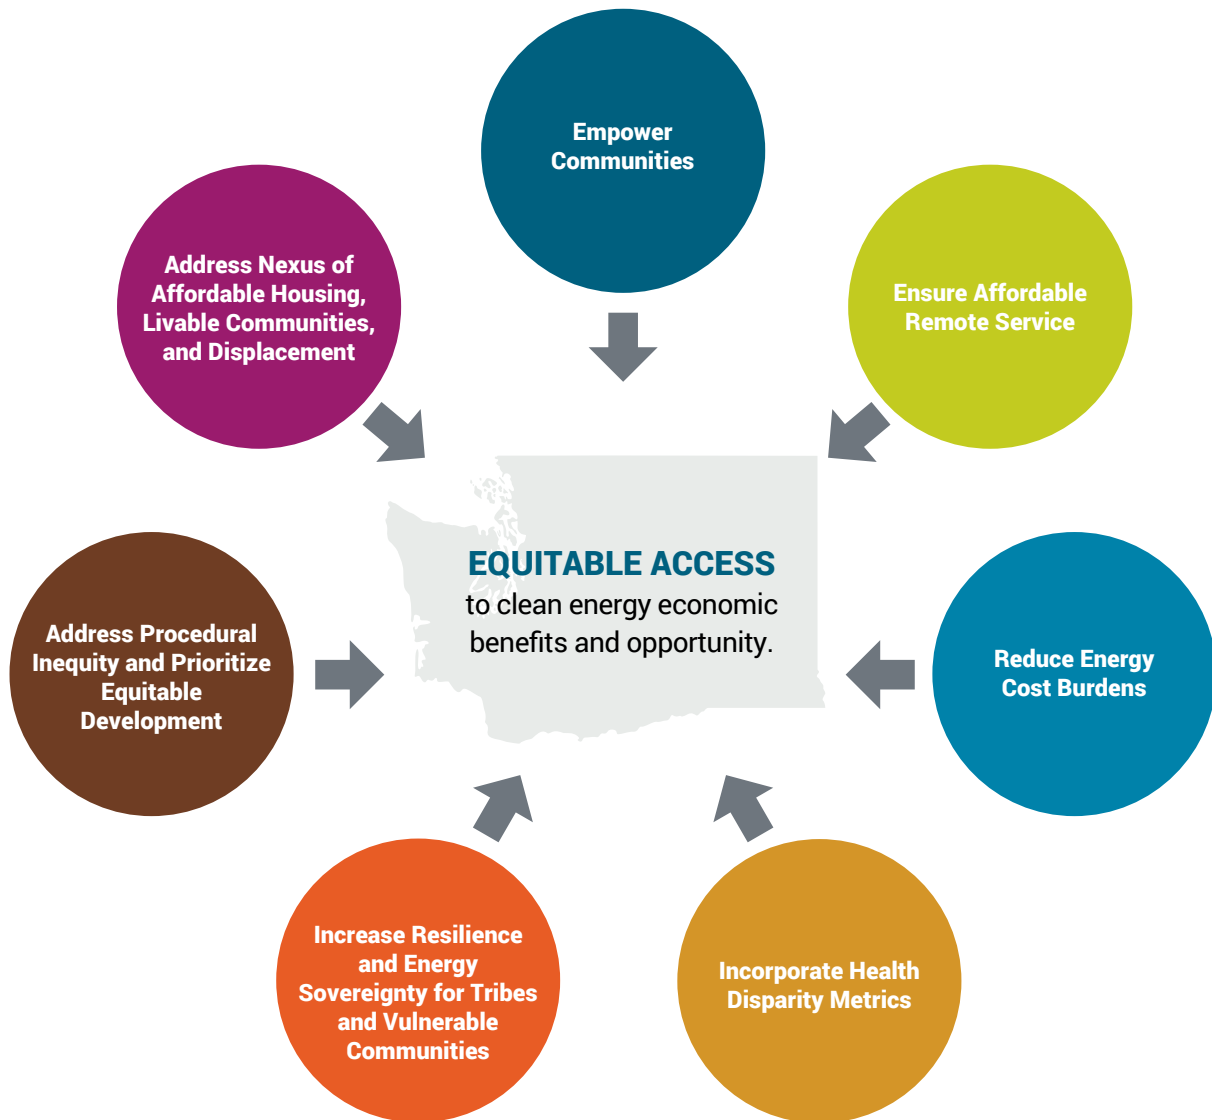 Empower
Communities
Address Nexus of
Affordable Housing,
Livable Communities,
and Displacement
Ensure Affordable
Remote Service
EQUITABLE ACCESS
to clean energy economic
benefits and opportunity.
Address Procedural
Inequity and Prioritize
Equitable
Development
Reduce Energy
Cost Burdens
Increase Resilience
and Energy
Sovereignty for Tribes
and Vulnerable
Communities
Incorporate Health
Disparity Metrics